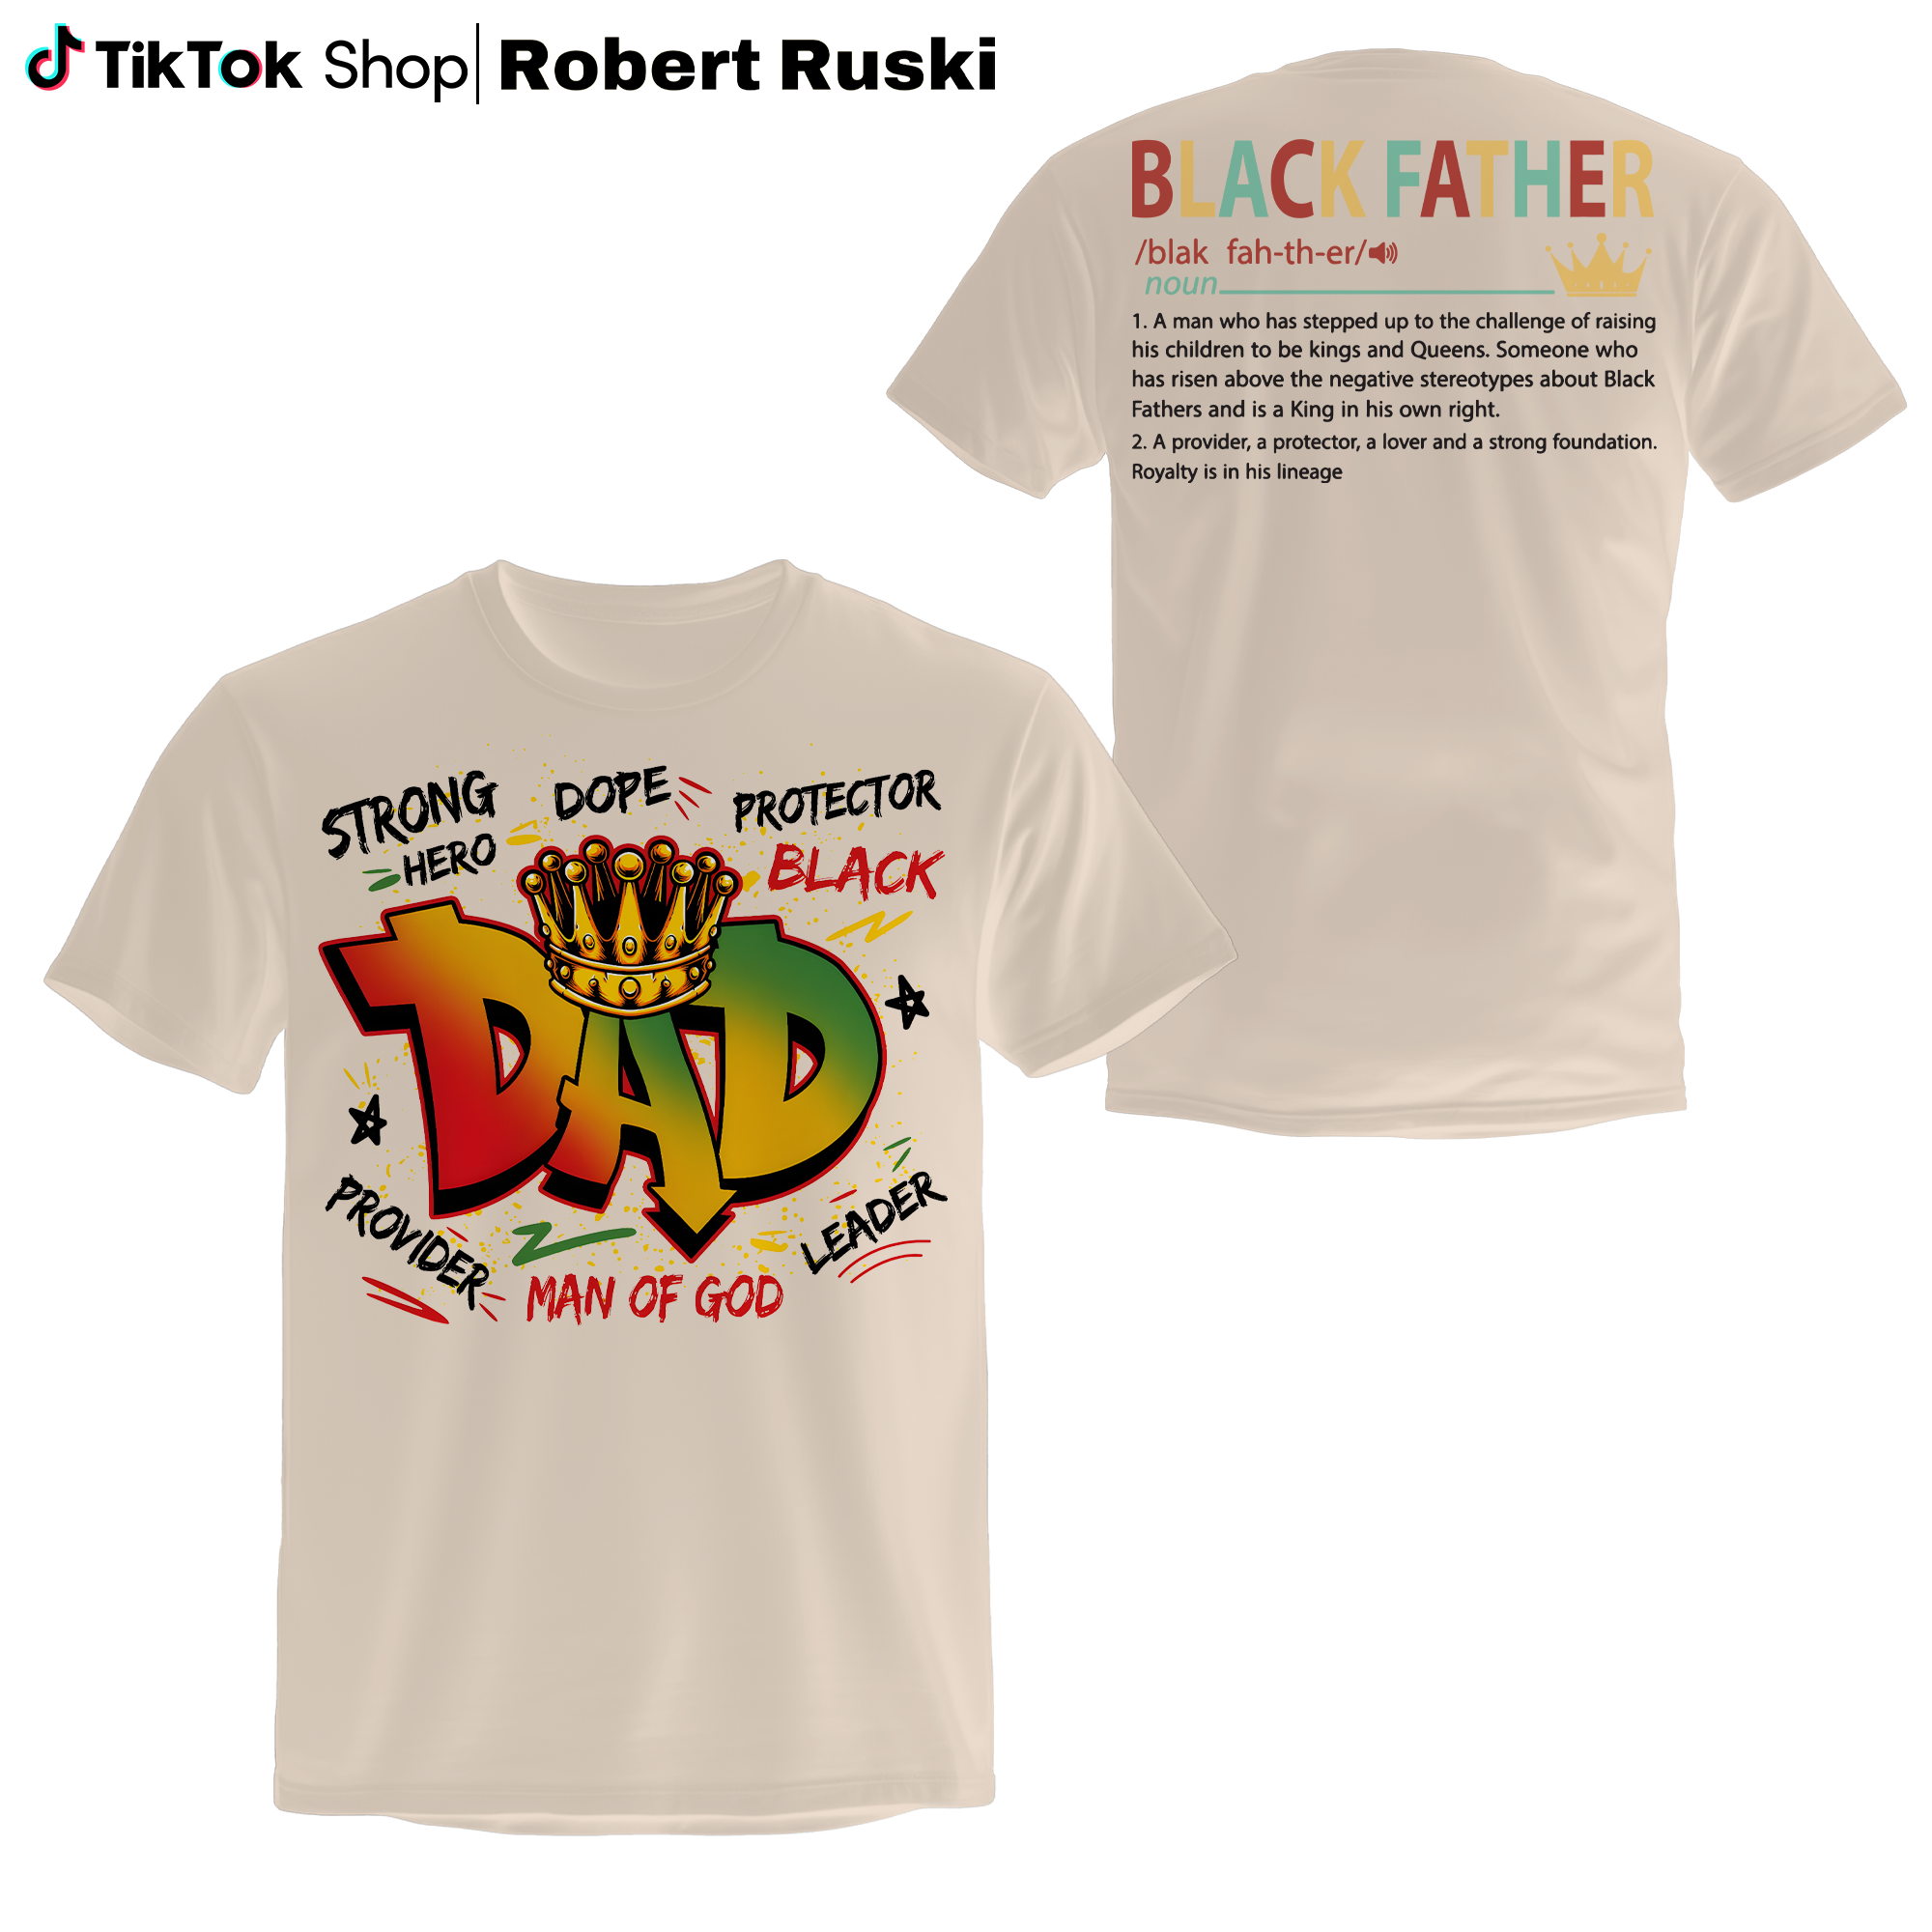 TikTok Shop | Robert Ruski
BLACK FATHER
/blak fah-th-er/
noun
1. A man who has stepped up to the challenge of raising
his children to be kings and Queens. Someone who
has risen above the negative stereotypes about Black
Fathers and is a King in his own right.
2. A provider, a protector, a lover and a strong foundation.
Royalty is in his lineage
STRONG
DOPE
PROTECTOR
HERO
BLACK
DAD
PROVIDER
LEADER
MAN OF GOD